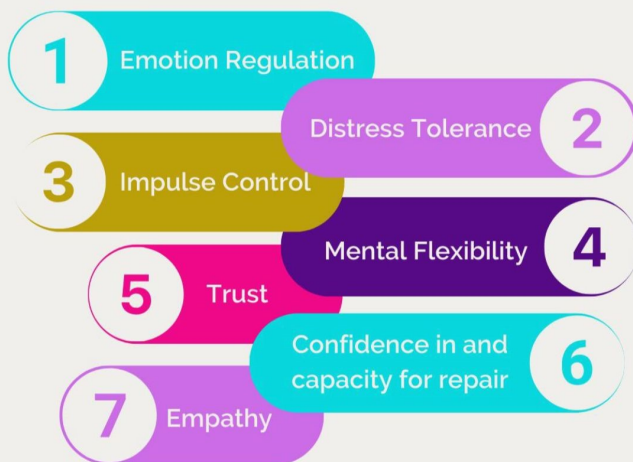 1 Emotion Regulation
Distress Tolerance 2
3 Impulse Control
Mental Flexibility 4
5 Trust
Confidence in and
capacity for repair 6
7 Empathy